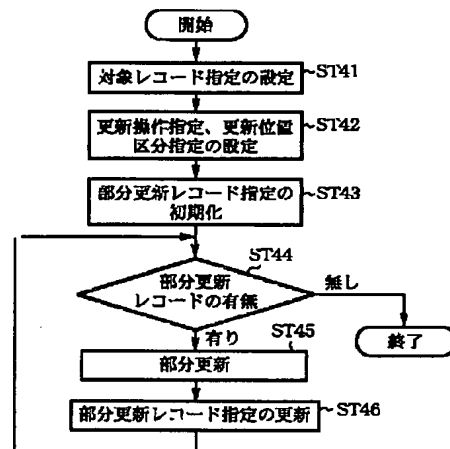 開始
対象レコード指定の設定
ST41
更新操作指定、更新位置
区分指定の設定
ST42
部分更新レコード指定の
初期化
ST43
ST44
部分更新
レコードの有無
無し
終了
有り
ST45
部分更新
部分更新レコード指定の更新
ST46